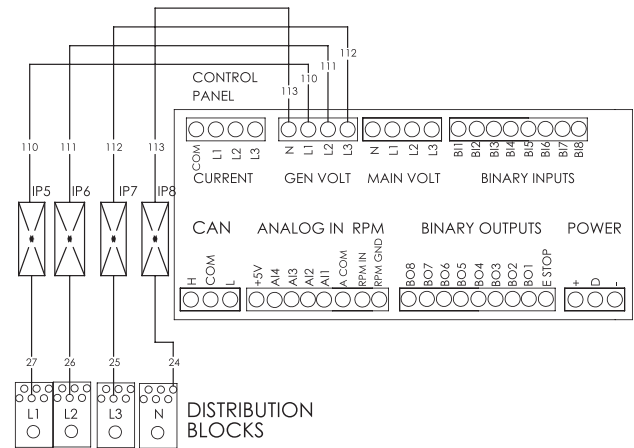 112
110
111
113
CONTROL
PANEL
COM L1 L2 L3
N L1 L2 L3
N L1 L2 L3
BI1 BI2 BI3 BI4 BI5 BI6 BI7 BI8
CURRENT GEN VOLT MAIN VOLT BINARY INPUTS
110 111 112 113
IP5 IP6 IP7 IP8
* * * *
CAN ANALOG IN RPM BINARY OUTPUTS POWER
H COM L
+5V AI4 AI3 AI2 AI1 A COM RPM IN RPM GND
BO8 BO7 BO6 BO5 BO4 BO3 BO2 BO1 E STOP
+ D -
27 26 25 24
L1 L2 L3 N
DISTRIBUTION
BLOCKS